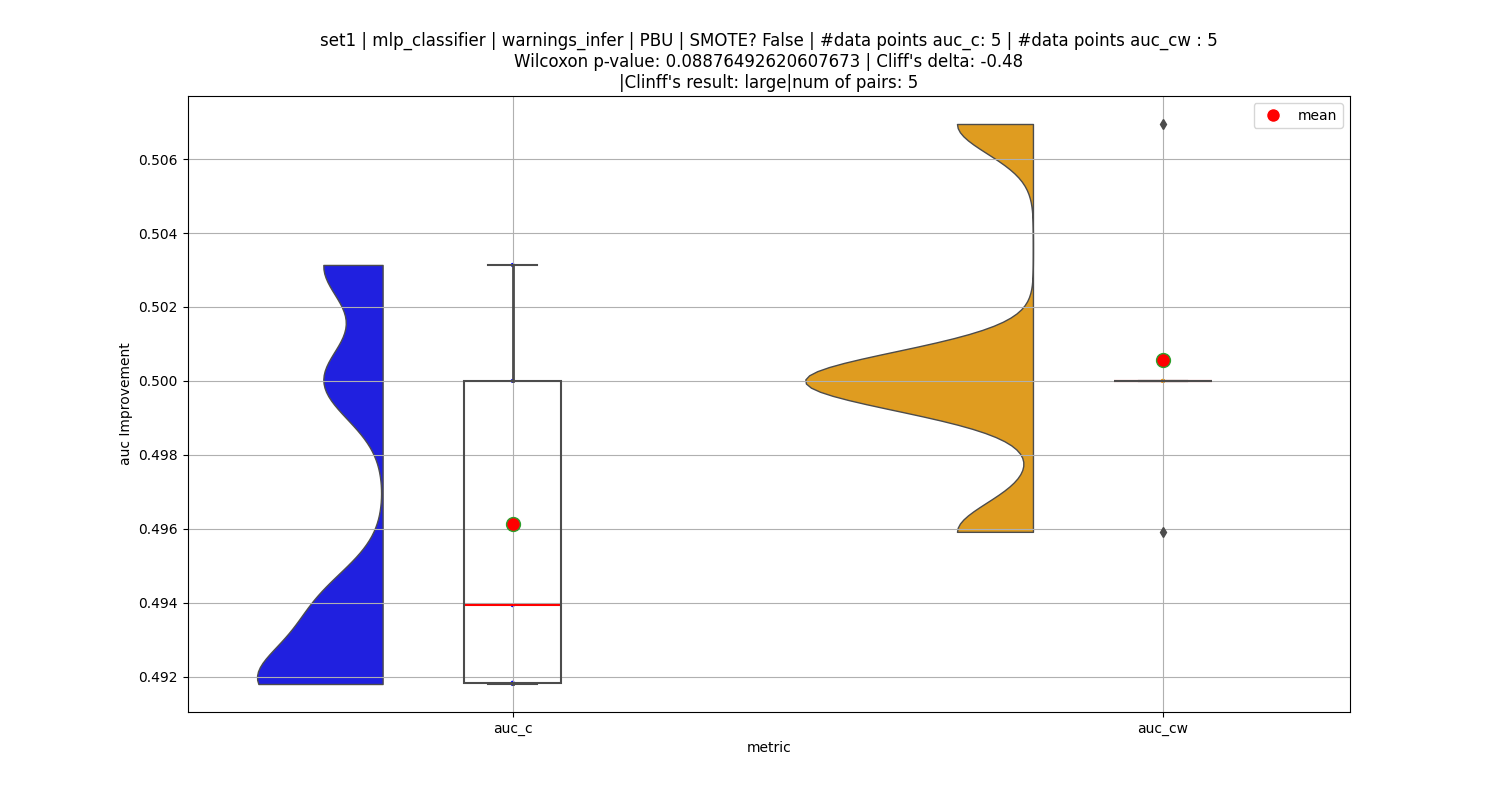 set1 | mlp_classifier | warnings_infer | PBU | SMOTE? False | #data points auc_c: 5 | #data points auc_cw : 5
Wilcoxon p-value: 0.08876492620607673 | Cliff's delta: -0.48
|Clinff's result: large|num of pairs: 5
mean
0.506
0.504
0.502
0.500
0.498
0.496
0.494
0.492
auc Improvement
auc_c
auc_cw
metric